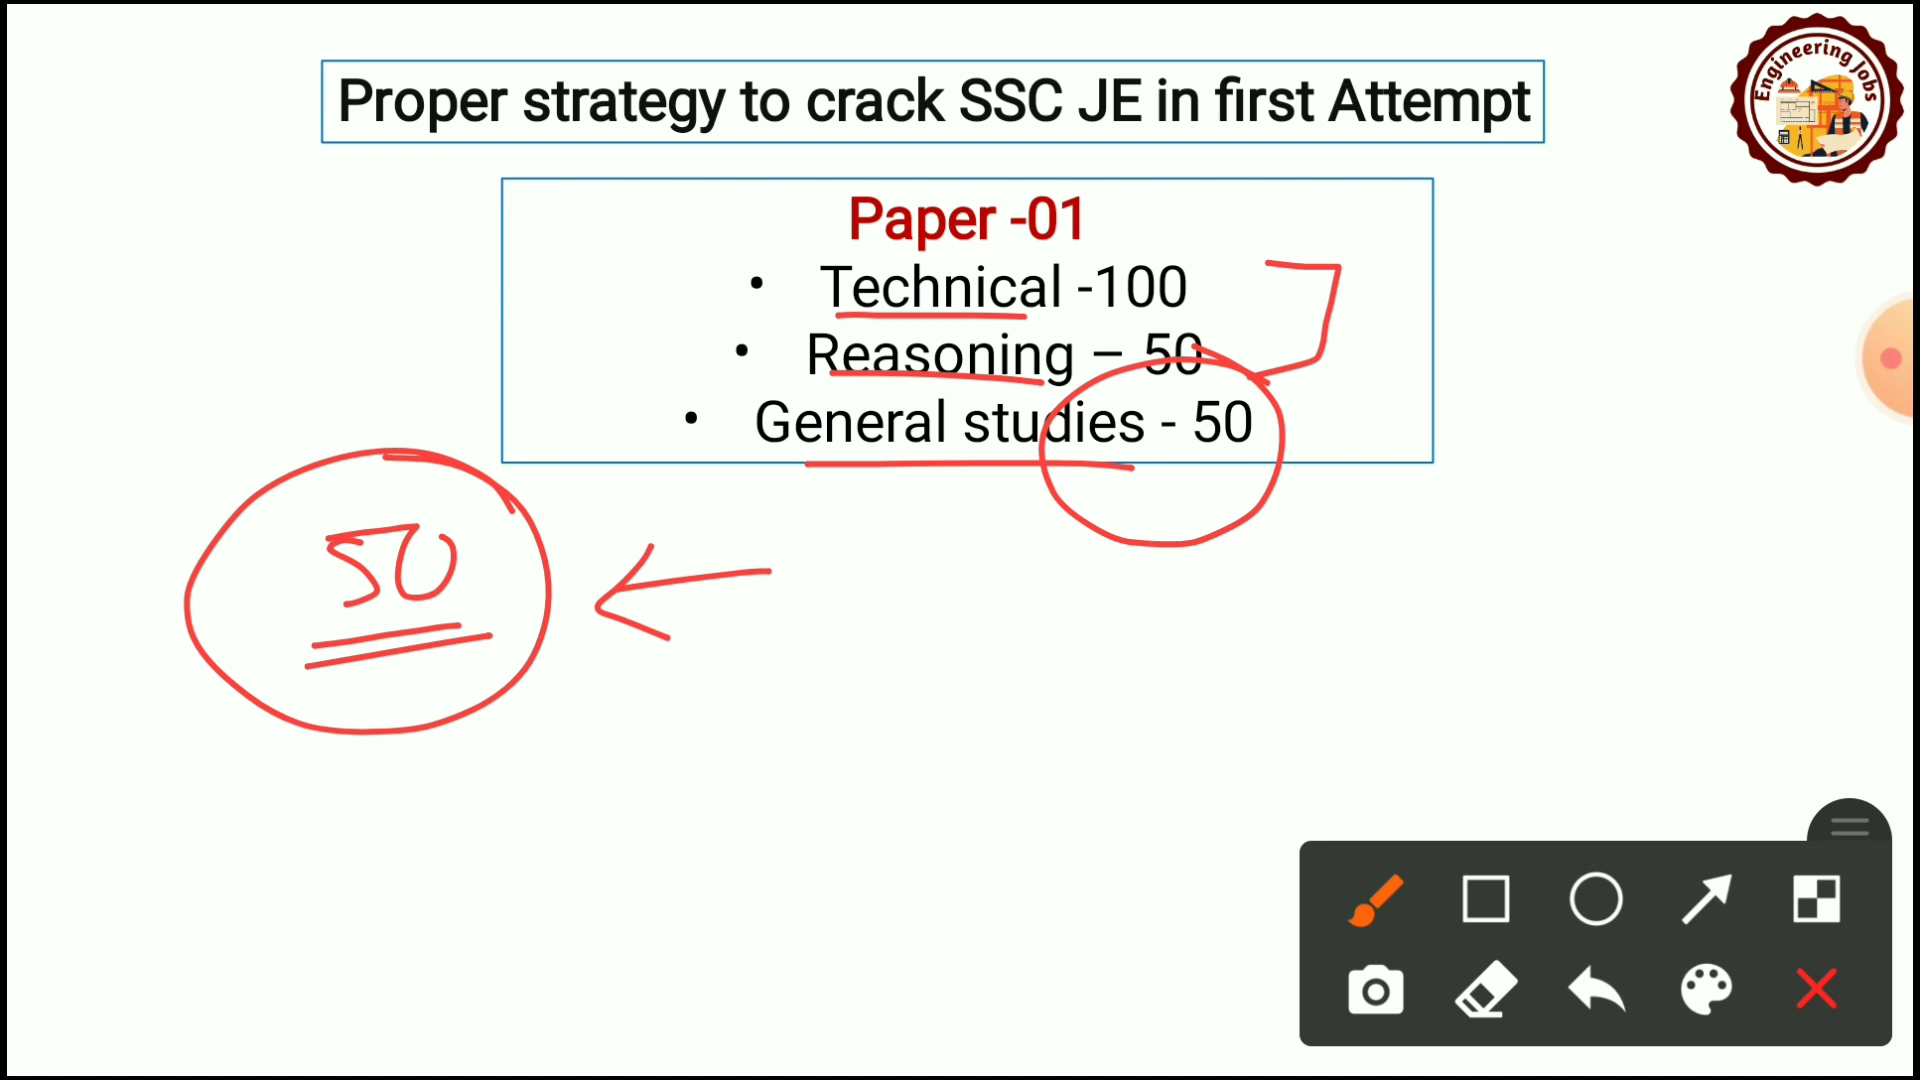 Proper strategy to crack SSC JE in first Attempt
Engineering Jobs
Paper -01
• Technical -100
• Reasoning – 50
• General studies - 50
50